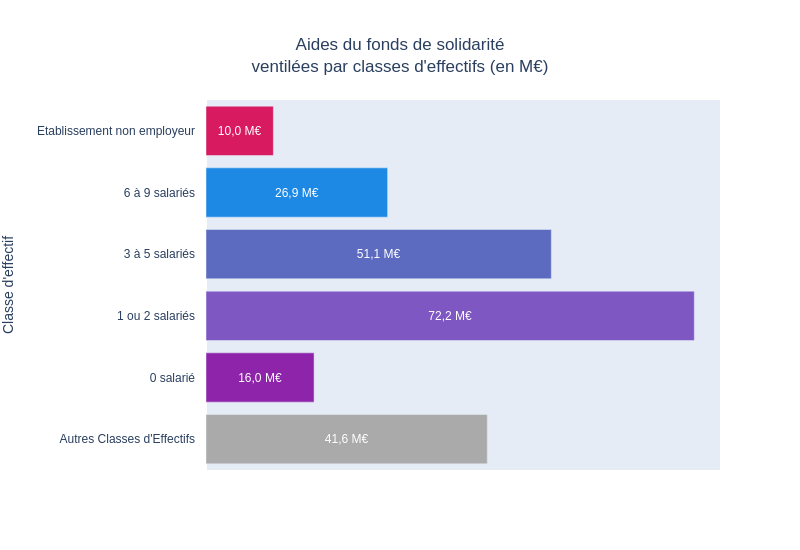 Aides du fonds de solidarité
ventilées par classes d'effectifs (en M€)
Classe d'effectif
Etablissement non employeur
10,0 M€
6 à 9 salariés
26,9 M€
3 à 5 salariés
51,1 M€
1 ou 2 salariés
72,2 M€
0 salarié
16,0 M€
Autres Classes d'Effectifs
41,6 M€